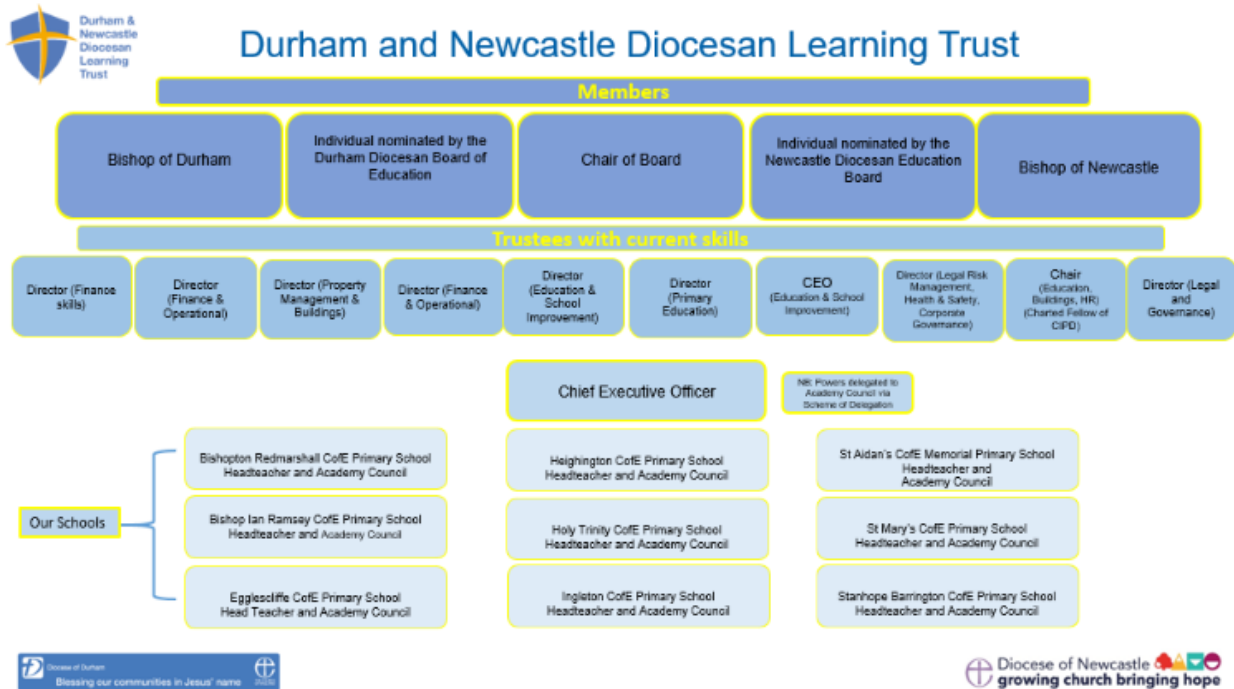 Durham &
Newcastle
Diocesan
Learning
Trust
Durham and Newcastle Diocesan Learning Trust
Members
Bishop of Durham
Individual nominated by the
Durham Diocesan Board of
Education
Chair of Board
Individual nominated by the
Newcastle Diocesan Education
Board
Bishop of Newcastle
Trustees with current skills
Director (Finance
skills)
Director
(Finance &
Operational)
Director (Property
Management &
Buildings)
Director (Finance
& Operational)
Director
(Education &
School
Improvement)
Director
(Primary
Education)
CEO
(Education & School
Improvement)
Director (Legal Risk
Management,
Health & Safety,
Corporate
Governance)
Chair
(Education,
Buildings, HR)
(Charted Fellow of
CIPD)
Director (Legal
and
Governance)
Chief Executive Officer
NB: Powers delegated to
Academy Council via
Scheme of Delegation
Our Schools
Bishopton Redmarshall CofE Primary School
Headteacher and Academy Council
Heighington CofE Primary School
Headteacher and Academy Council
St Aidan's CofE Memorial Primary School
Headteacher and
Academy Council
Bishop Ian Ramsey CofE Primary School
Headteacher and Academy Council
Holy Trinity CofE Primary School
Headteacher and Academy Council
St Mary's CofE Primary School
Headteacher and Academy Council
Egglescliffe CofE Primary School
Head Teacher and Academy Council
Ingleton CofE Primary School
Headteacher and Academy Council
Stanhope Barrington CofE Primary School
Headteacher and Academy Council
Diocese of Durham
Blessing our communities in Jesus' name
Diocese of Newcastle
growing church bringing hope